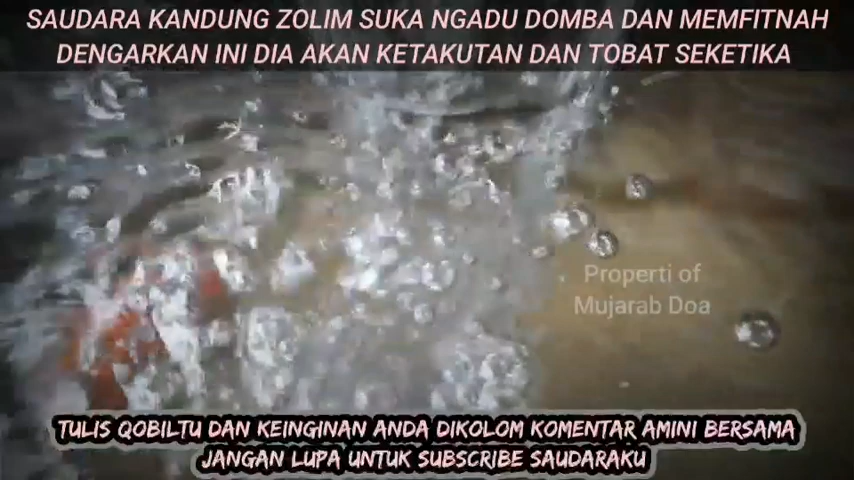 SAUDARA KANDUNG ZOLIM SUKA NGADU DOMBA DAN MEMFITNAH
DENGARKAN INI DIA AKAN KETAKUTAN DAN TOBAT SEKETIKA
Properti of
Mujarab Doa
TULIS QOBILTU DAN KEINGINAN ANDA DIKOLOM KOMENTAR AMINI BERSAMA
JANGAN LUPA UNTUK SUBSCRIBE SAUDARAKU